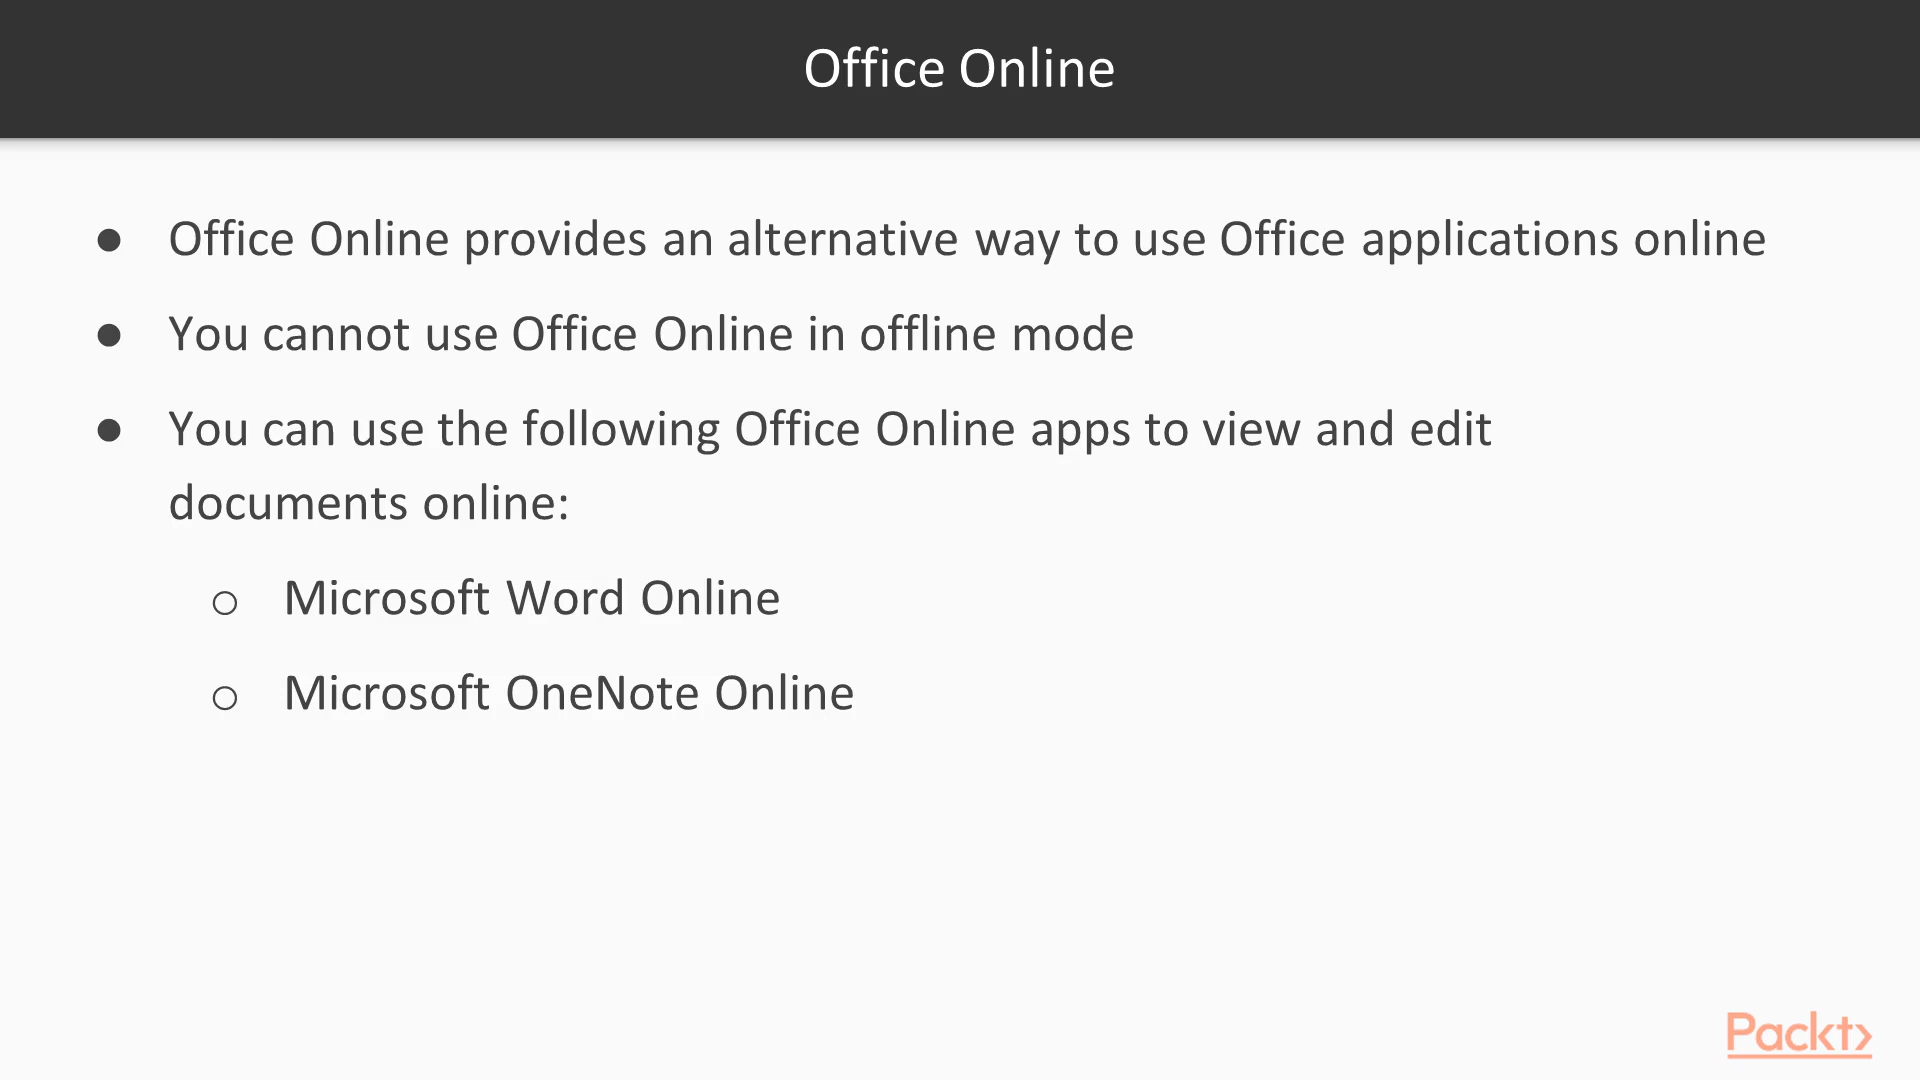 Office Online
● Office Online provides an alternative way to use Office applications online
● You cannot use Office Online in offline mode
● You can use the following Office Online apps to view and edit
documents online:
○ Microsoft Word Online
○ Microsoft OneNote Online
Packt>